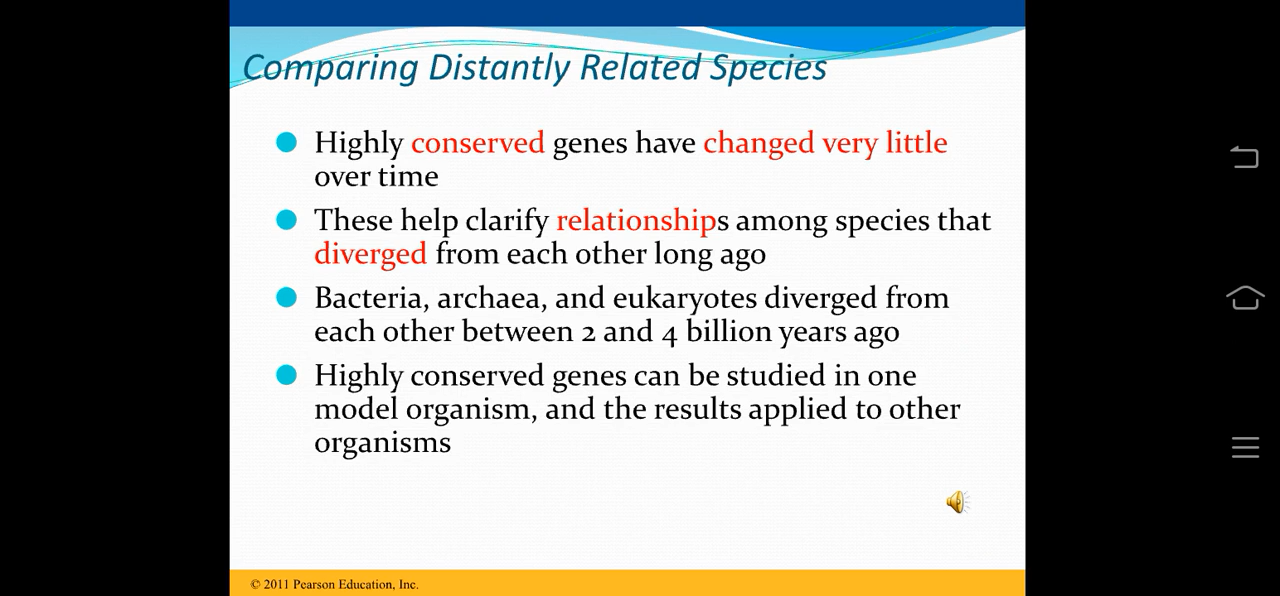 Comparing Distantly Related Species
Highly conserved genes have changed very little
over time
These help clarify relationships among species that
diverged from each other long ago
Bacteria, archaea, and eukaryotes diverged from
each other between 2 and 4 billion years ago
Highly conserved genes can be studied in one
model organism, and the results applied to other
organisms
© 2011 Pearson Education, Inc.